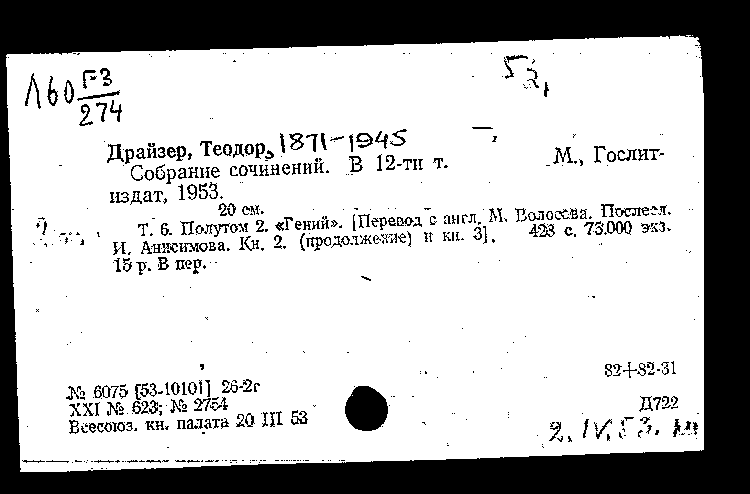 Л60 Г3/274
53,
Драйзер, Теодор, 1871-1945
Собрание сочинений. В 12-ти т. М., Гослит-
издат, 1953.
20 см.
Т. 6. Полутом 2. «Гений». [Перевод с англ. М. Волосова. Послесл.
И. Анисимова. Кн. 2. (продолжение) и кн. 3]. 428 с. 75.000 экз.
15 р. В пер.
82+82-31
№ 6075 [53-10101] 26-2г
XXI № 623; № 2754
Д722
Всесоюз. кн. палата 20 III 53
2.IV.53.